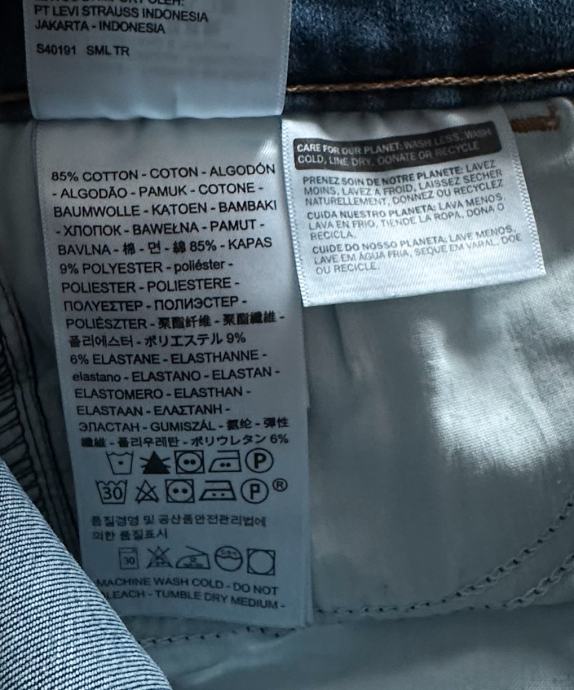 PT LEVI STRAUSS INDONESIA
JAKARTA - INDONESIA
S40191 SML TR
85% COTTON - COTON - ALGODÓN
- ALGODÃO - PAMUK - COTONE -
BAUMWOLLE - KATOEN - BAMBAKI
- ХЛОПОК - BAWEŁNA - PAMUT -
BAVLNA - 棉 - 면 - 綿 85% - KAPAS
9% POLYESTER - poliéster -
POLIESTER - POLIESTERE -
ΠΟΛΥΕΣΤΕΡ - ПОЛИЭСТЕР -
POLIÉSZTER - 聚酯纤维 - 聚酯纖維 -
폴리에스터 - ポリエステル 9%
6% ELASTANE - ELASTHANNE -
elastano - ELASTANO - ELASTAN -
ELASTOMERO - ELASTHAN -
ELASTAAN - ΕΛΑΣΤΑΝΗ -
ЭЛАСТАН - GUMISZÁL - 氨纶 - 彈性
纖維 - 폴리우레탄 - ポリウレタン 6%
P
30 P ®
품질경영 및 공산품안전관리법에
의한 품질표시
30
MACHINE WASH COLD - DO NOT
BLEACH - TUMBLE DRY MEDIUM -
CARE FOR OUR PLANET: WASH LESS, WASH
COLD, LINE DRY, DONATE OR RECYCLE
PRENEZ SOIN DE NOTRE PLANETE: LAVEZ
MOINS, LAVEZ A FROID, LAISSEZ SECHER
NATURELLEMENT, DONNEZ OU RECYCLEZ
CUIDA NUESTRO PLANETA: LAVA MENOS,
LAVA EN FRIO, TIENDE LA ROPA, DONA O
RECICLA.
CUIDE DO NOSSO PLANETA: LAVE MENOS,
LAVE EM ÁGUA FRIA, SEQUE EM VARAL, DOE
OU RECICLE.